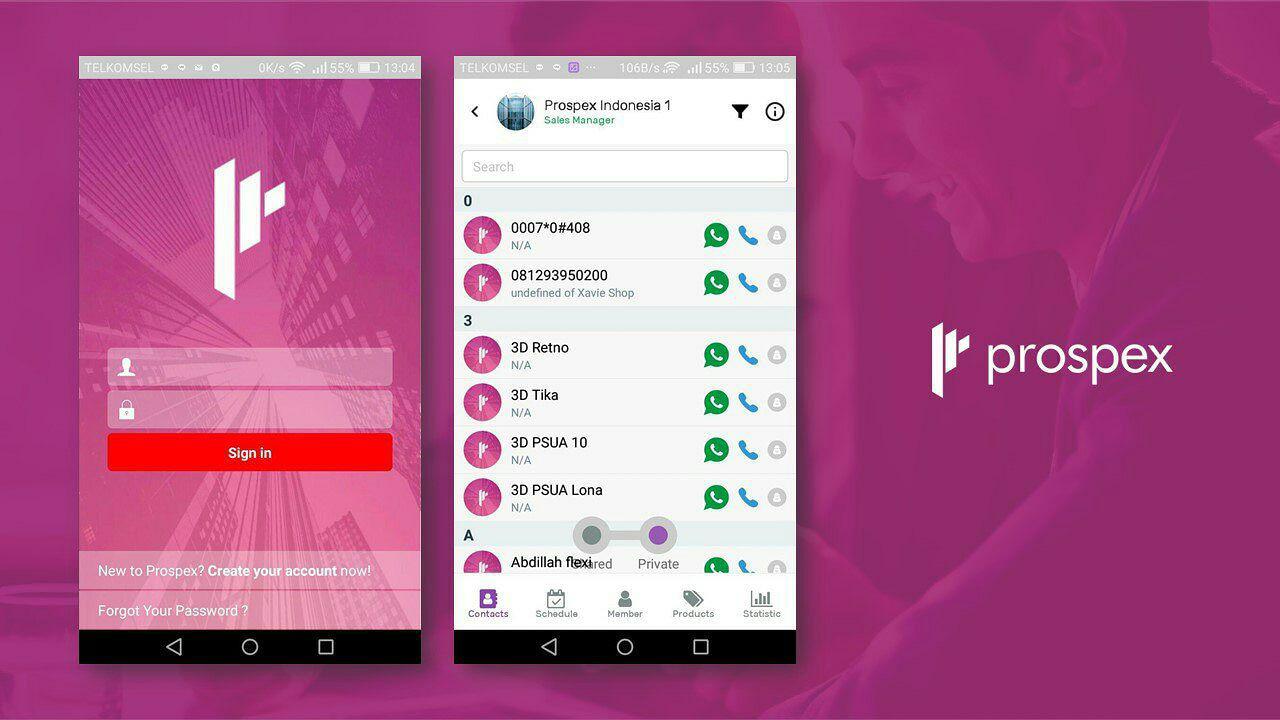 TELKOMSEL 0K/s 55% 13:04
Sign in
New to Prospex? Create your account now!
Forgot Your Password ?
TELKOMSEL ... 106B/s 55% 13:05
Prospex Indonesia 1
Sales Manager
Search
0
0007*0#408
N/A
081293950200
undefined of Xavie Shop
3
3D Retno
N/A
3D Tika
N/A
3D PSUA 10
N/A
3D PSUA Lona
N/A
A
Abdillah flexi
Private
Contacts Schedule Member Products Statistic
prospex